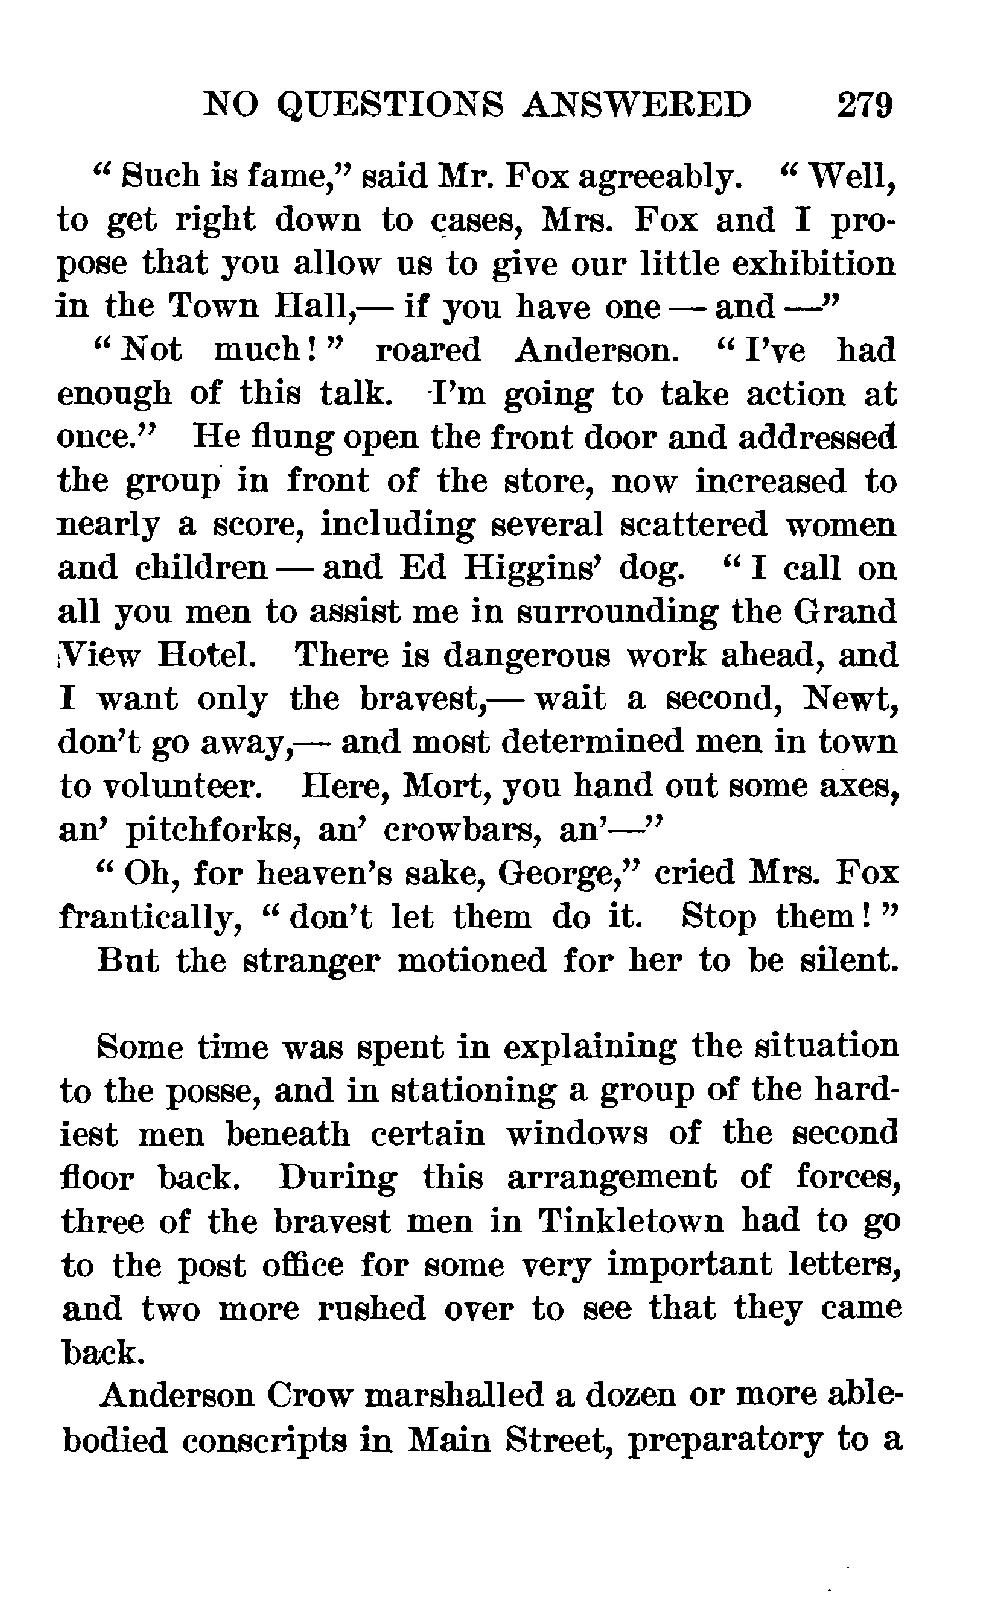 NO QUESTIONS ANSWERED 279
“ Such is fame,” said Mr. Fox agreeably. “ Well,
to get right down to cases, Mrs. Fox and I pro-
pose that you allow us to give our little exhibition
in the Town Hall,— if you have one — and —”
“ Not much! ” roared Anderson. “ I’ve had
enough of this talk. I’m going to take action at
once.” He flung open the front door and addressed
the group in front of the store, now increased to
nearly a score, including several scattered women
and children — and Ed Higgins’ dog. “ I call on
all you men to assist me in surrounding the Grand
View Hotel. There is dangerous work ahead, and
I want only the bravest,— wait a second, Newt,
don’t go away,— and most determined men in town
to volunteer. Here, Mort, you hand out some axes,
an’ pitchforks, an’ crowbars, an’—”
“ Oh, for heaven’s sake, George,” cried Mrs. Fox
frantically, “ don’t let them do it. Stop them! ”
But the stranger motioned for her to be silent.
Some time was spent in explaining the situation
to the posse, and in stationing a group of the hard-
iest men beneath certain windows of the second
floor back. During this arrangement of forces,
three of the bravest men in Tinkletown had to go
to the post office for some very important letters,
and two more rushed over to see that they came
back.
Anderson Crow marshalled a dozen or more able-
bodied conscripts in Main Street, preparatory to a